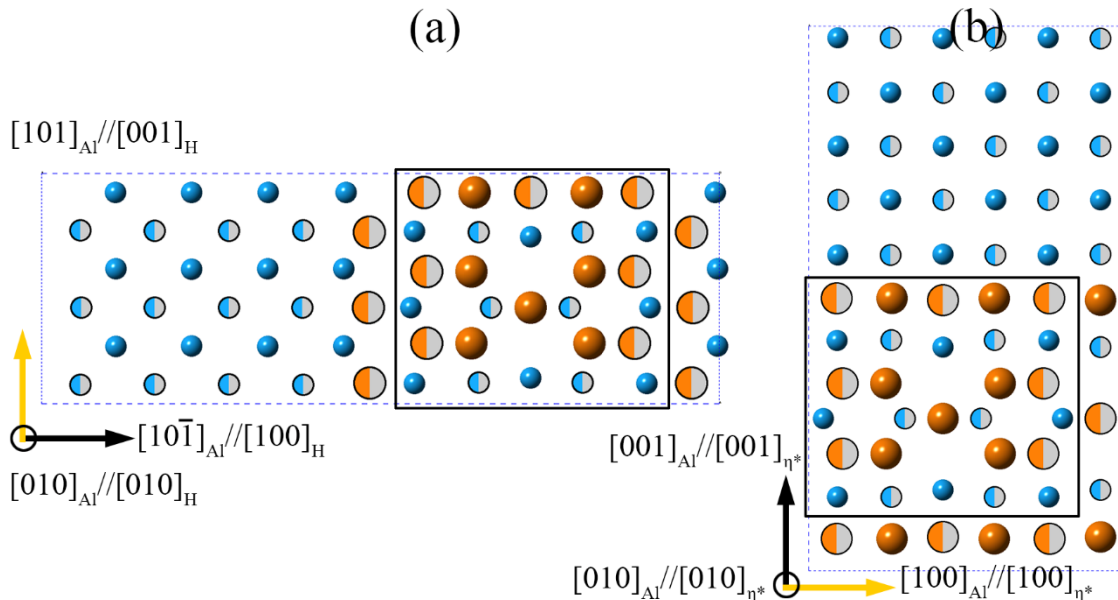 (a)
(b)
[101]Al//[001]H
[101̄]Al//[100]H
[010]Al//[010]H
[001]Al//[001]η*
[010]Al//[010]η*
[100]Al//[100]η*